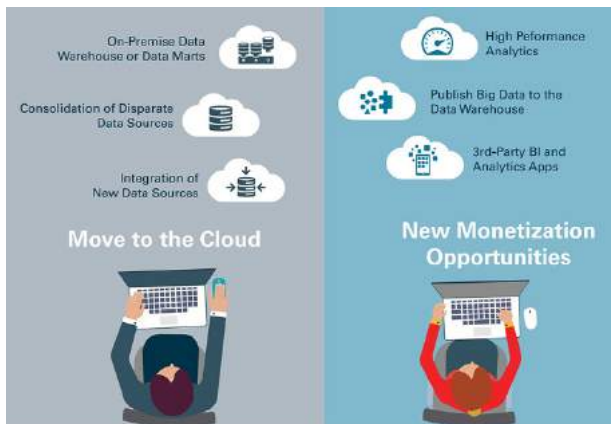 On-Premise Data
Warehouse or Data Marts
Consolidation of Disparate
Data Sources
Integration of
New Data Sources
Move to the Cloud
High Peformance
Analytics
Publish Big Data to the
Data Warehouse
3rd-Party BI and
Analytics Apps
New Monetization
Opportunities